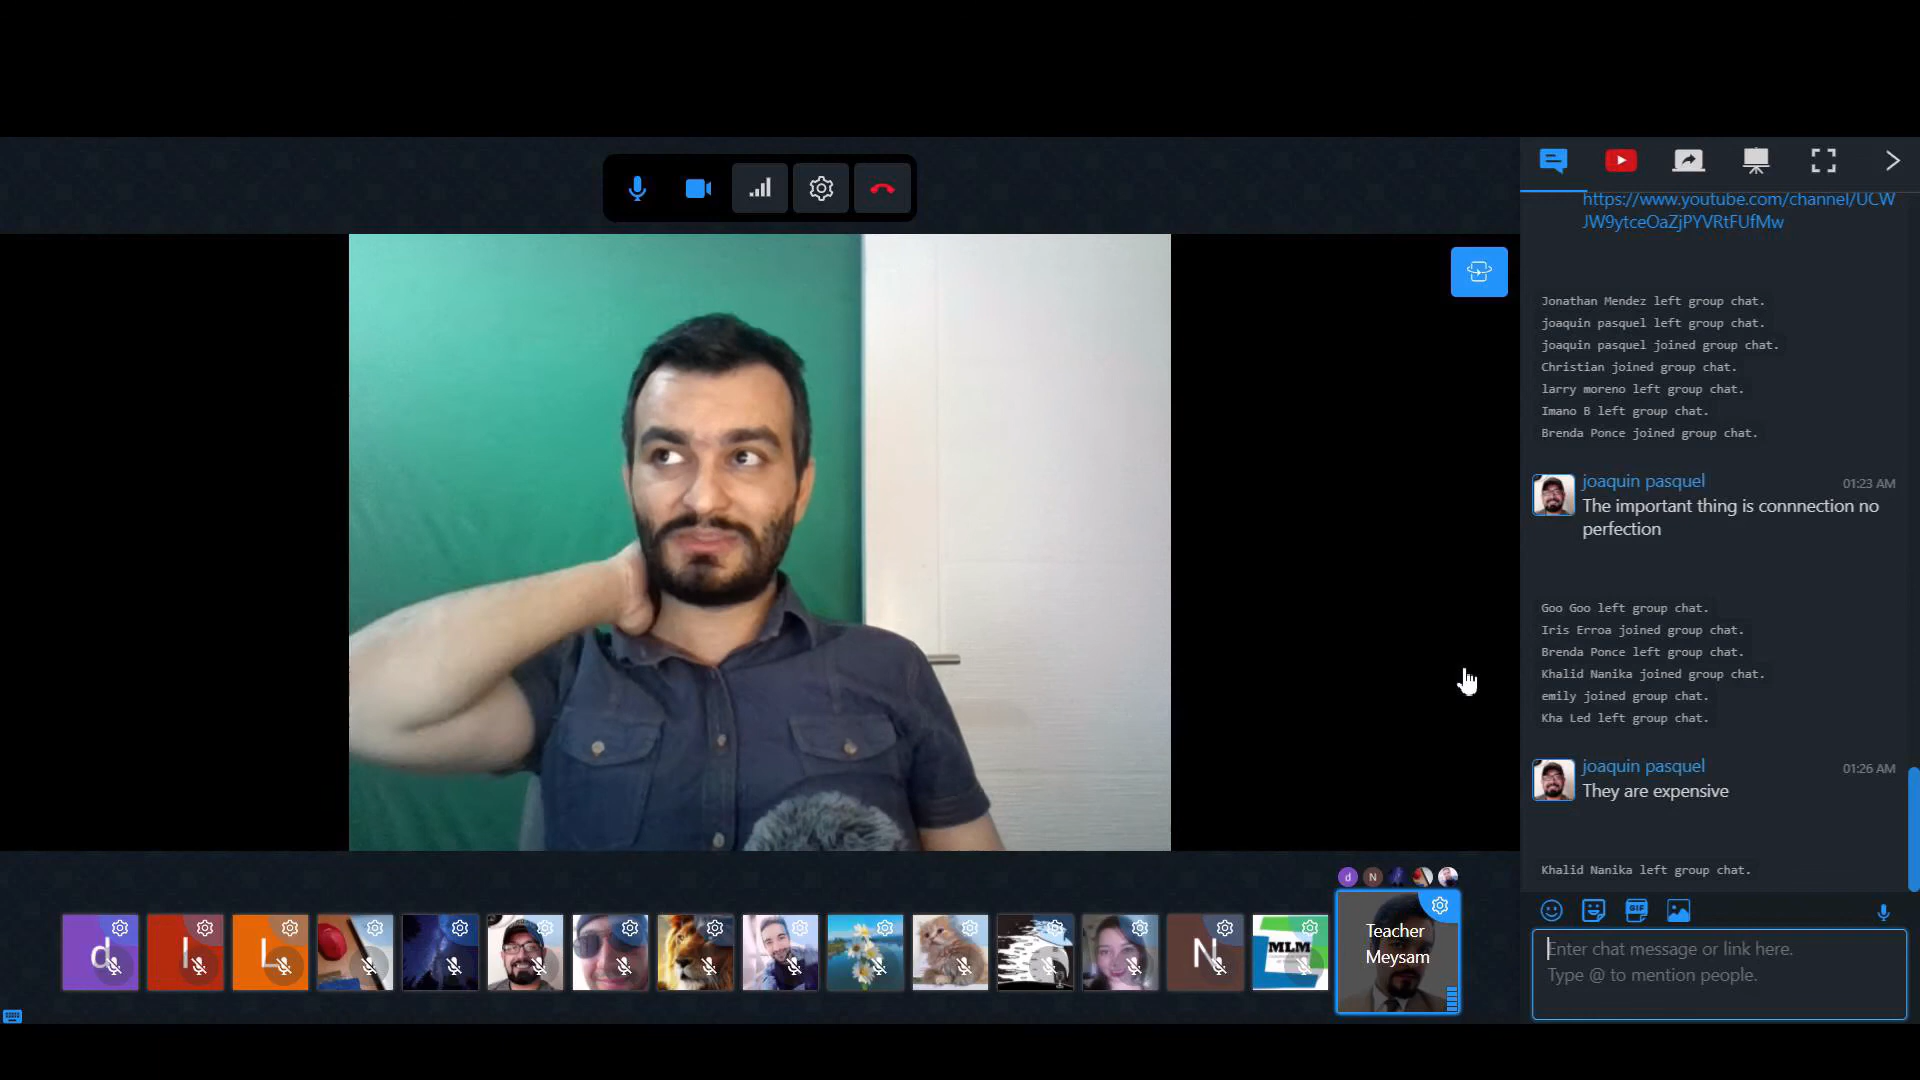 https://www.youtube.com/channel/UCW
JW9ytceOaZjPYVRtFUfMw
Jonathan Mendez left group chat.
joaquin pasquel left group chat.
joaquin pasquel joined group chat.
Christian joined group chat.
larry moreno left group chat.
Imano B left group chat.
Brenda Ponce joined group chat.
joaquin pasquel 01:23 AM
The important thing is connnection no
perfection
Goo Goo left group chat.
Iris Erroa joined group chat.
Brenda Ponce left group chat.
Khalid Nanika joined group chat.
emily joined group chat.
Kha Led left group chat.
joaquin pasquel 01:26 AM
They are expensive
Khalid Nanika left group chat.
GIF
Enter chat message or link here.
Type @ to mention people.
d N
d I L N MLM
Teacher
Meysam